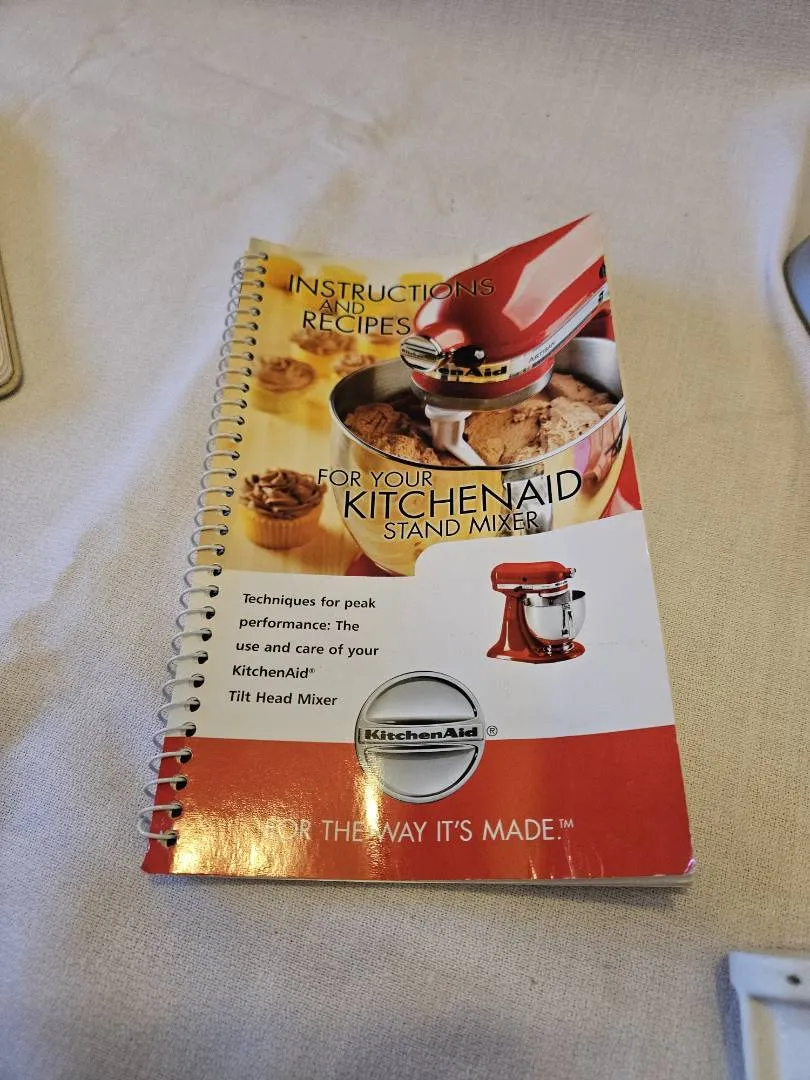 INSTRUCTIONS
AND
RECIPES
KitchenAid
ARTISAN
FOR YOUR
KITCHENAID
STAND MIXER
Techniques for peak
performance: The
use and care of your
KitchenAid®
Tilt Head Mixer
KitchenAid®
FOR THE WAY IT'S MADE.™